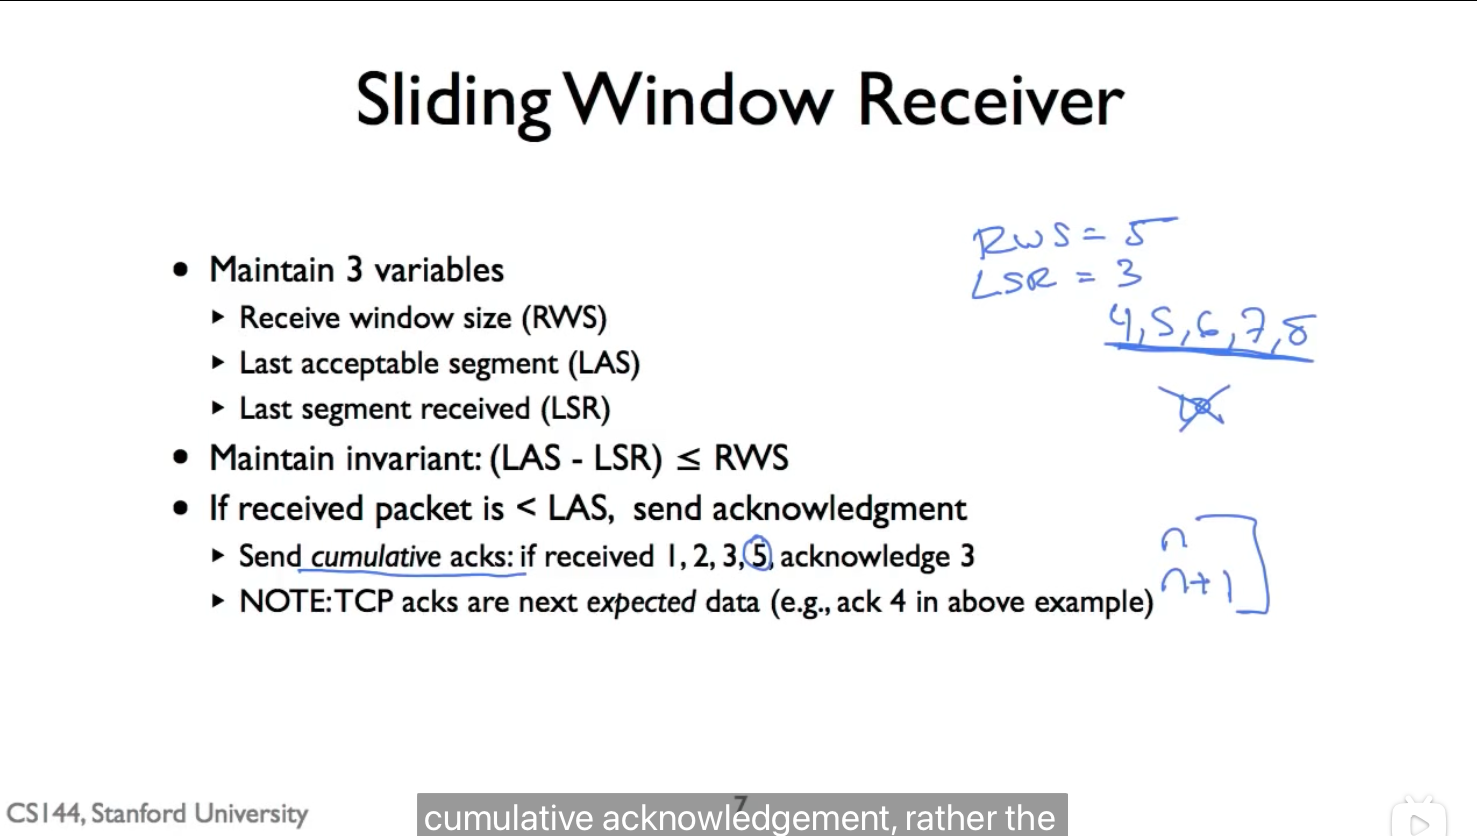 Sliding Window Receiver
RWS = 5
LSR = 3
4, 5, 6, 7, 8
• Maintain 3 variables
▸ Receive window size (RWS)
▸ Last acceptable segment (LAS)
▸ Last segment received (LSR)
• Maintain invariant: (LAS - LSR) ≤ RWS
• If received packet is < LAS, send acknowledgment
▸ Send cumulative acks: if received 1, 2, 3, 5, acknowledge 3
▸ NOTE: TCP acks are next expected data (e.g., ack 4 in above example)
n
n+1
7
CS144, Stanford University
cumulative acknowledgement, rather the